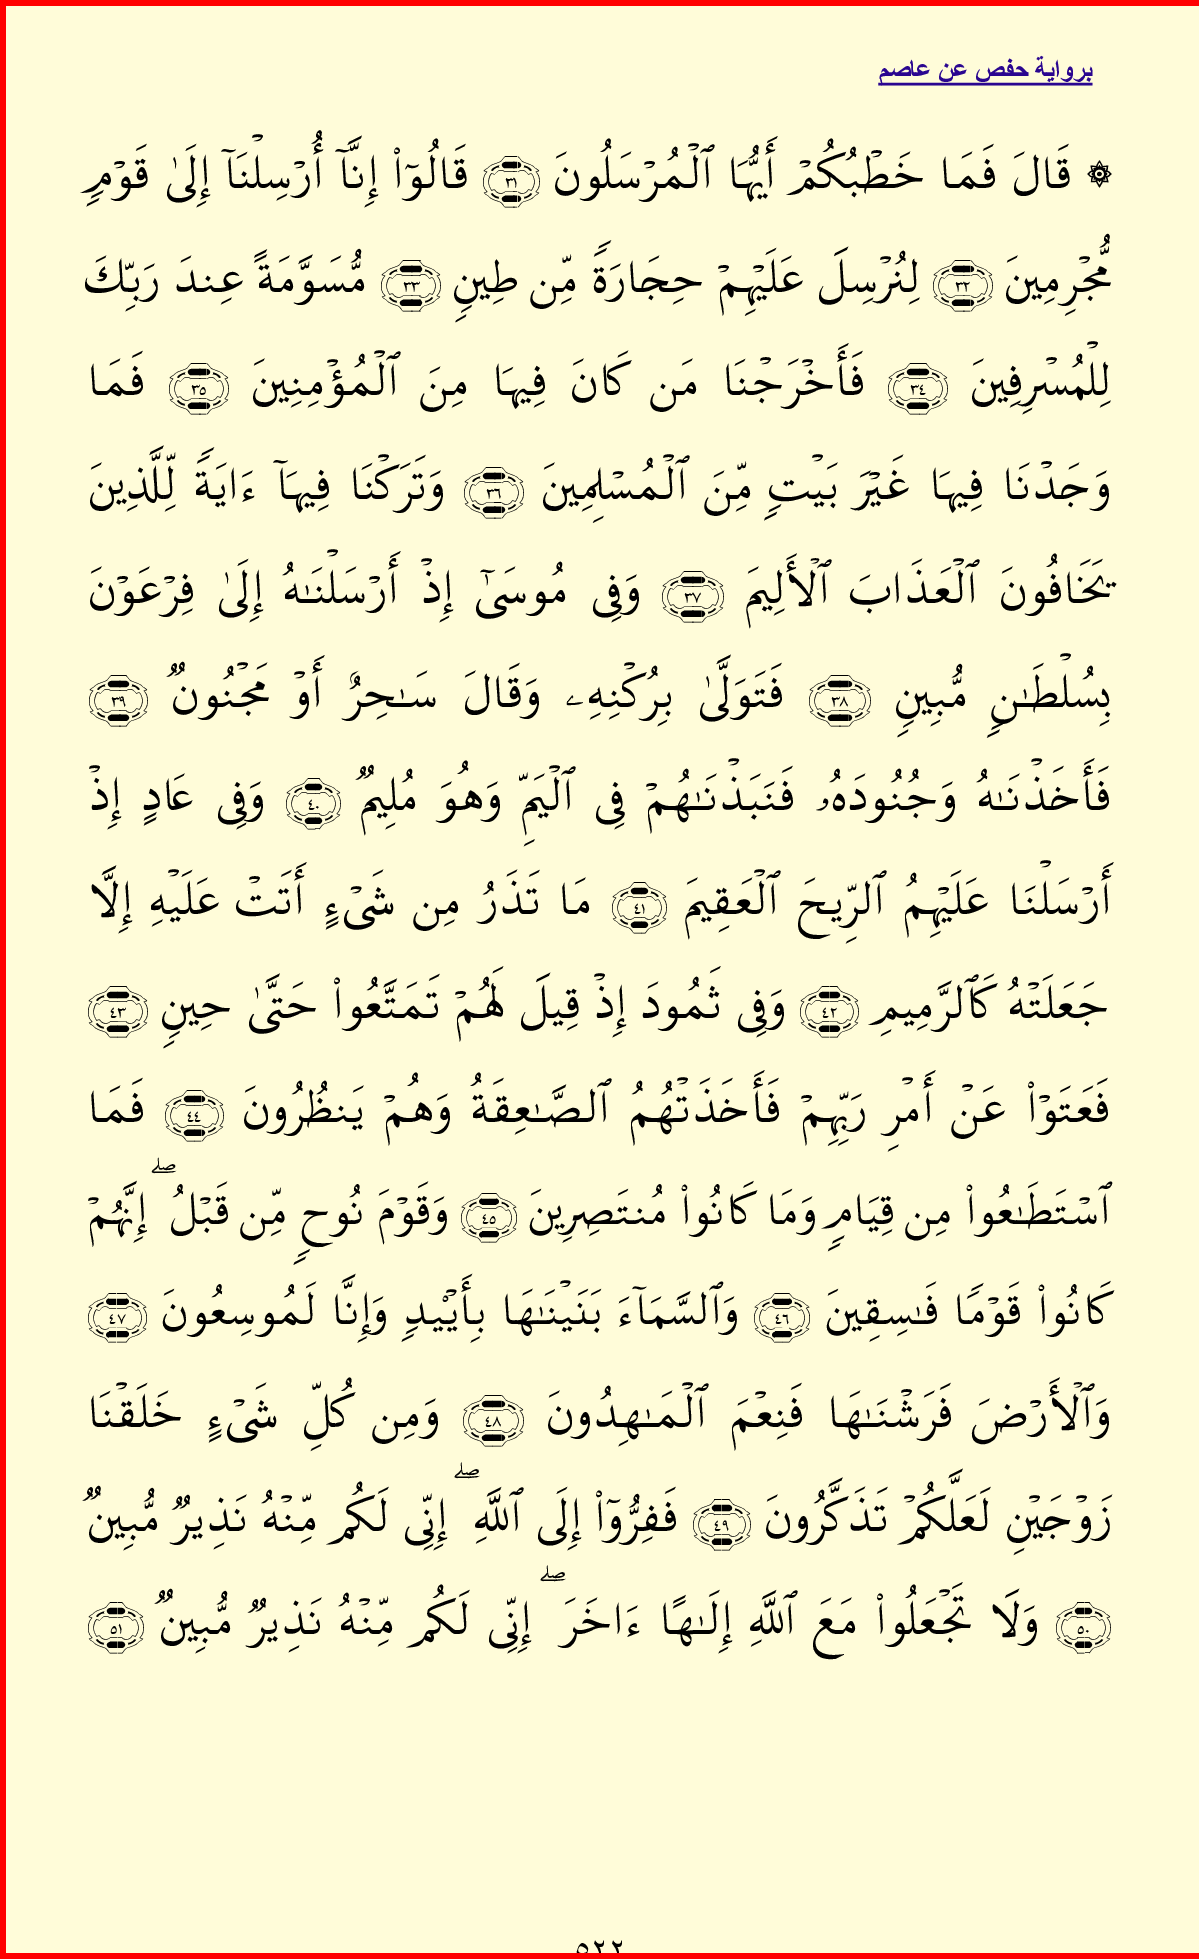 برواية حفص عن عاصم
۞ قَالَ فَمَا خَطْبُكُمْ أَيُّهَا ٱلْمُرْسَلُونَ ٣١ قَالُوٓا۟ إِنَّآ أُرْسِلْنَآ إِلَىٰ قَوْمٍ
مُّجْرِمِينَ ٣٢ لِنُرْسِلَ عَلَيْهِمْ حِجَارَةً مِّن طِينٍ ٣٣ مُّسَوَّمَةً عِندَ رَبِّكَ
لِلْمُسْرِفِينَ ٣٤ فَأَخْرَجْنَا مَن كَانَ فِيهَا مِنَ ٱلْمُؤْمِنِينَ ٣٥ فَمَا
وَجَدْنَا فِيهَا غَيْرَ بَيْتٍ مِّنَ ٱلْمُسْلِمِينَ ٣٦ وَتَرَكْنَا فِيهَآ ءَايَةً لِّلَّذِينَ
يَخَافُونَ ٱلْعَذَابَ ٱلْأَلِيمَ ٣٧ وَفِى مُوسَىٰٓ إِذْ أَرْسَلْنَـٰهُ إِلَىٰ فِرْعَوْنَ
بِسُلْطَـٰنٍ مُّبِينٍ ٣٨ فَتَوَلَّىٰ بِرُكْنِهِۦ وَقَالَ سَـٰحِرٌ أَوْ مَجْنُونٌ ٣٩
فَأَخَذْنَـٰهُ وَجُنُودَهُۥ فَنَبَذْنَـٰهُمْ فِى ٱلْيَمِّ وَهُوَ مُلِيمٌ ٤٠ وَفِى عَادٍ إِذْ
أَرْسَلْنَا عَلَيْهِمُ ٱلرِّيحَ ٱلْعَقِيمَ ٤١ مَا تَذَرُ مِن شَىْءٍ أَتَتْ عَلَيْهِ إِلَّا
جَعَلَتْهُ كَٱلرَّمِيمِ ٤٢ وَفِى ثَمُودَ إِذْ قِيلَ لَهُمْ تَمَتَّعُوا۟ حَتَّىٰ حِينٍ ٤٣
فَعَتَوْا۟ عَنْ أَمْرِ رَبِّهِمْ فَأَخَذَتْهُمُ ٱلصَّـٰعِقَةُ وَهُمْ يَنظُرُونَ ٤٤ فَمَا
ٱسْتَطَـٰعُوا۟ مِن قِيَامٍ وَمَا كَانُوا۟ مُنتَصِرِينَ ٤٥ وَقَوْمَ نُوحٍ مِّن قَبْلُ ۖ إِنَّهُمْ
كَانُوا۟ قَوْمًا فَـٰسِقِينَ ٤٦ وَٱلسَّمَآءَ بَنَيْنَـٰهَا بِأَيْي۟دٍ وَإِنَّا لَمُوسِعُونَ ٤٧
وَٱلْأَرْضَ فَرَشْنَـٰهَا فَنِعْمَ ٱلْمَـٰهِدُونَ ٤٨ وَمِن كُلِّ شَىْءٍ خَلَقْنَا
زَوْجَيْنِ لَعَلَّكُمْ تَذَكَّرُونَ ٤٩ فَفِرُّوٓا۟ إِلَى ٱللَّهِ ۖ إِنِّى لَكُم مِّنْهُ نَذِيرٌ مُّبِينٌ
٥٠ وَلَا تَجْعَلُوا۟ مَعَ ٱللَّهِ إِلَـٰهًا ءَاخَرَ ۖ إِنِّى لَكُم مِّنْهُ نَذِيرٌ مُّبِينٌ ٥١
٥٢٢